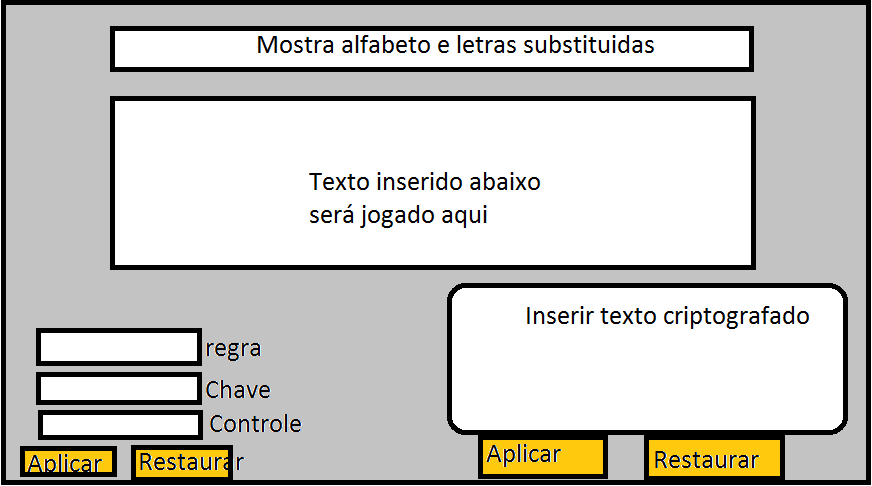 Mostra alfabeto e letras substituidas
Texto inserido abaixo
será jogado aqui
Inserir texto criptografado
regra
Chave
Controle
Aplicar
Restaurar
Aplicar
Restaurar